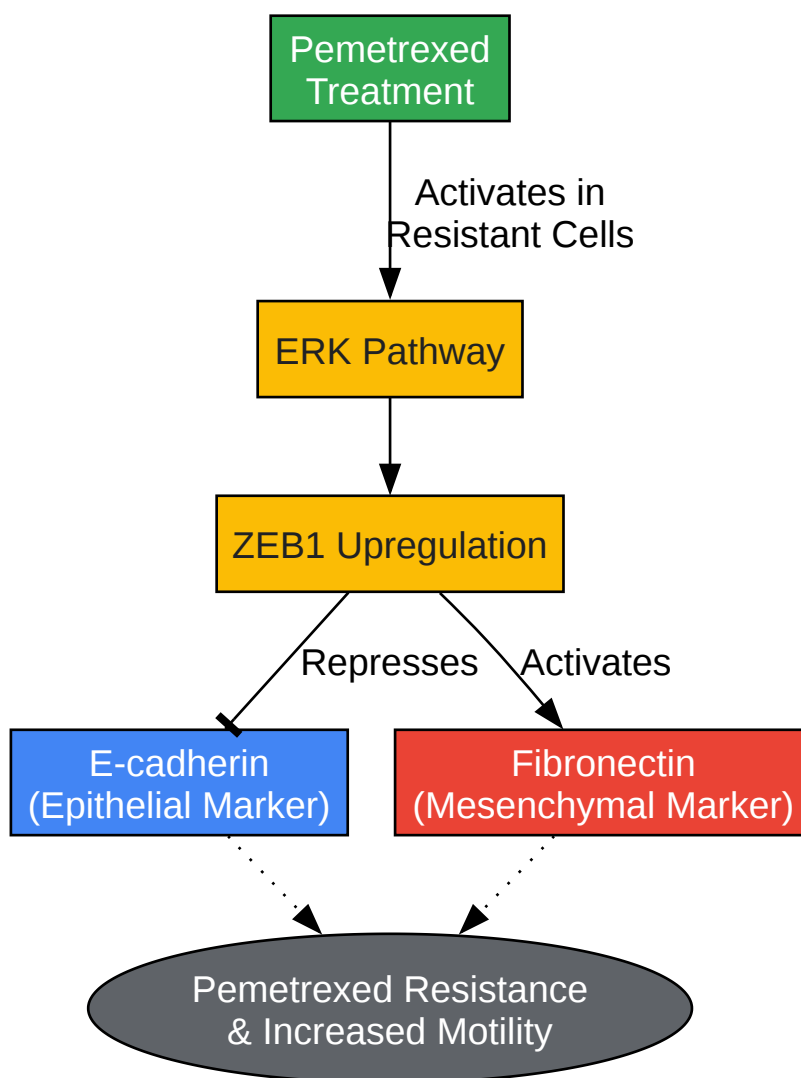 Pemetrexed
Treatment
Activates in
Resistant Cells
ERK Pathway
ZEB1 Upregulation
Represses
Activates
E-cadherin
(Epithelial Marker)
Fibronectin
(Mesenchymal Marker)
Pemetrexed Resistance
& Increased Motility